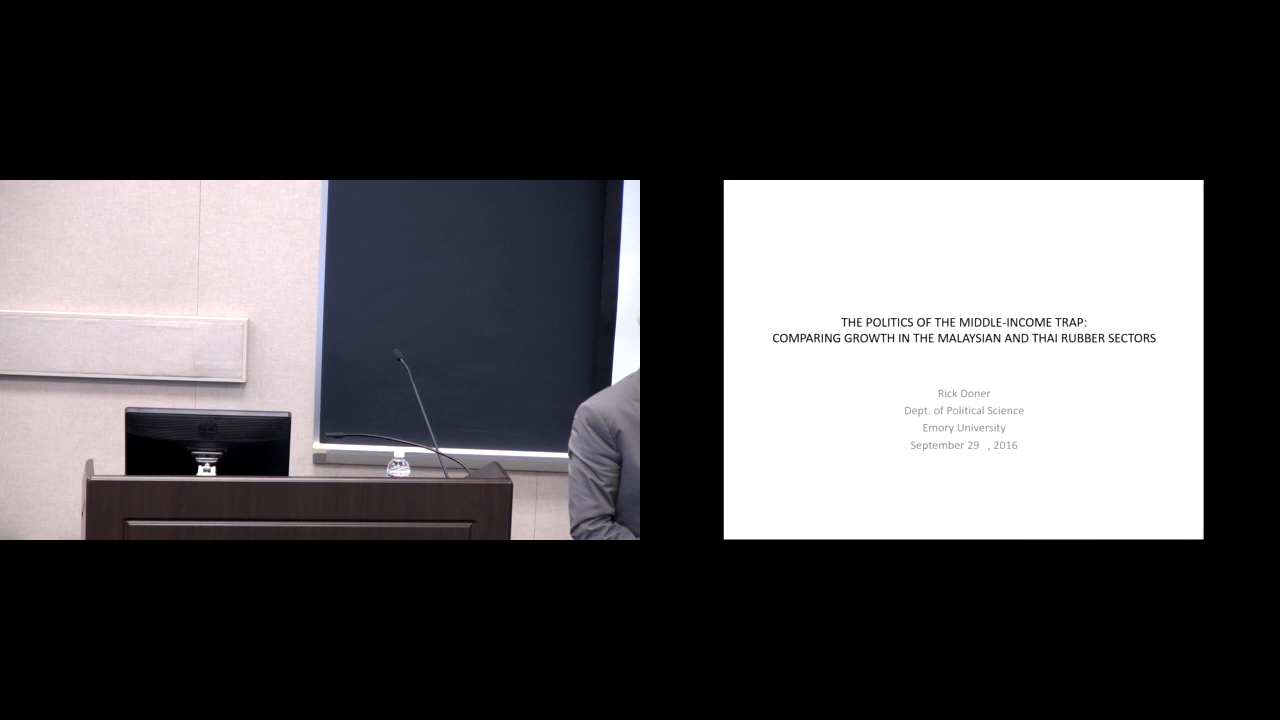 THE POLITICS OF THE MIDDLE-INCOME TRAP:
COMPARING GROWTH IN THE MALAYSIAN AND THAI RUBBER SECTORS
Rick Doner
Dept. of Political Science
Emory University
September 29 , 2016